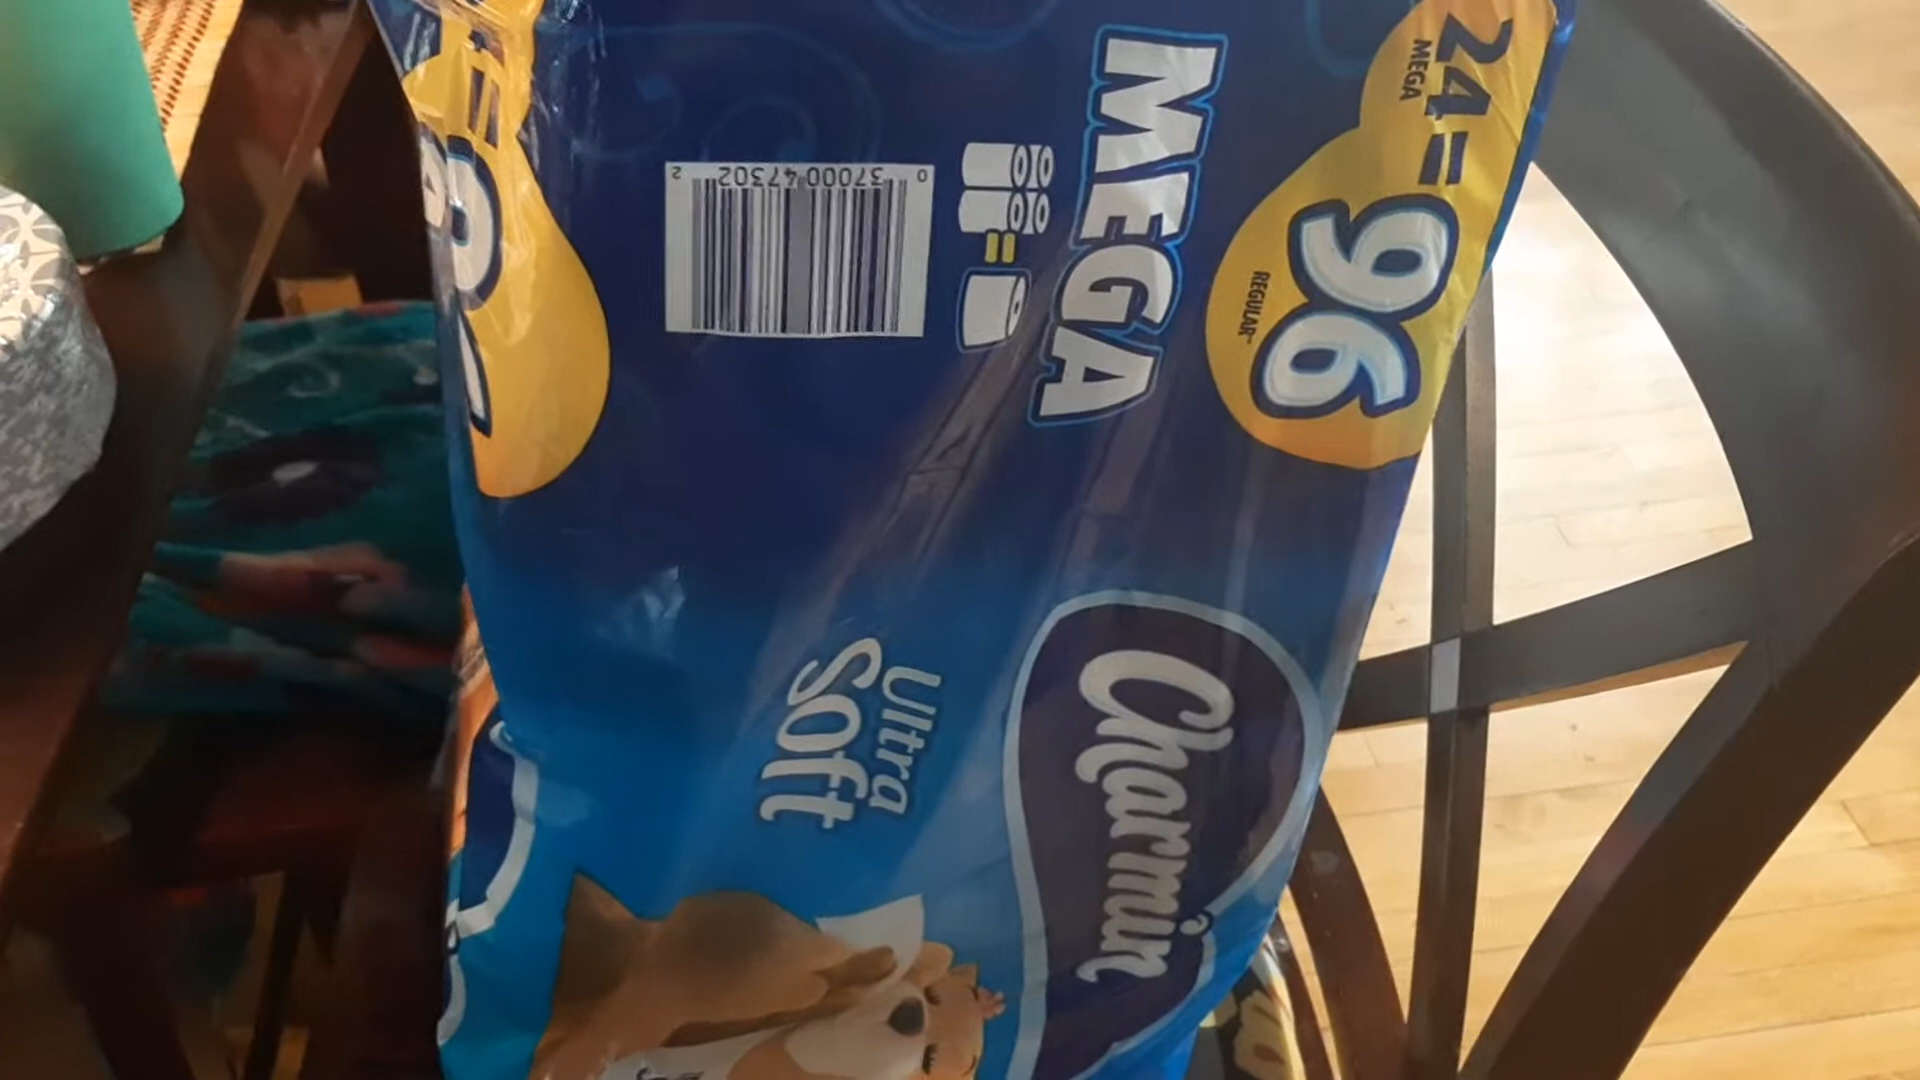 24 = 96
MEGA REGULAR
MEGA
=
0 37000 47302 2
Charmin
Ultra
Soft